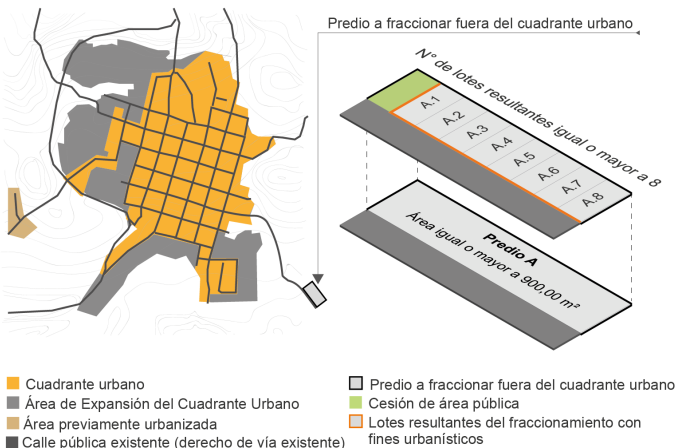 Predio a fraccionar fuera del cuadrante urbano
N° de lotes resultantes igual o mayor a 8
A.1
A.2
A.3
A.4
A.5
A.6
A.7
A.8
Predio A
Área igual o mayor a 900,00 m²
Cuadrante urbano
Área de Expansión del Cuadrante Urbano
Área previamente urbanizada
Calle pública existente (derecho de vía existente)
Predio a fraccionar fuera del cuadrante urbano
Cesión de área pública
Lotes resultantes del fraccionamiento con
fines urbanísticos